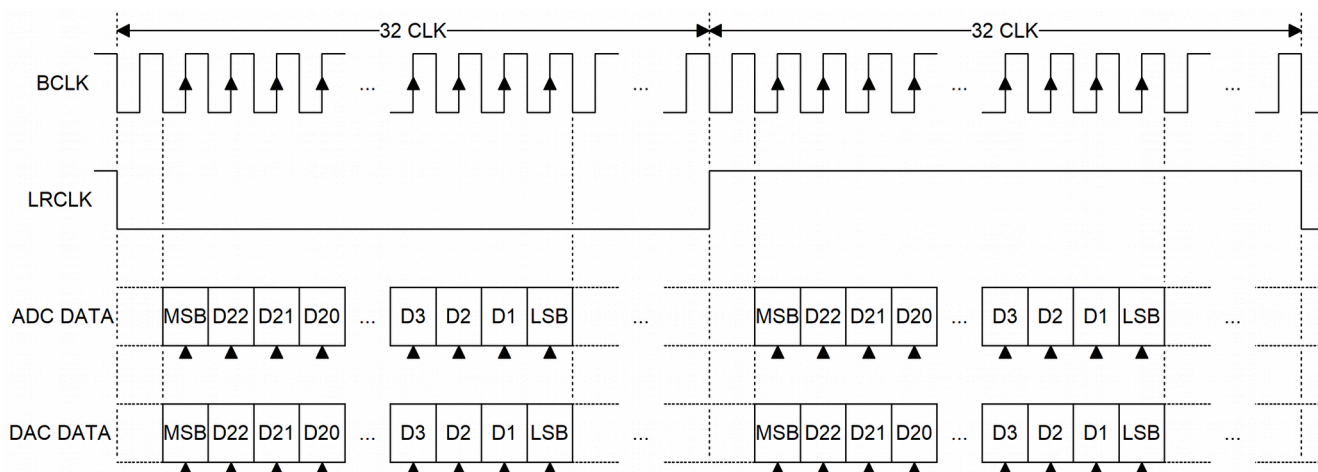 32 CLK 32 CLK
BCLK ... ... ... ...
LRCLK
ADC DATA MSB D22 D21 D20 ... D3 D2 D1 LSB ... MSB D22 D21 D20 ... D3 D2 D1 LSB ...
DAC DATA MSB D22 D21 D20 ... D3 D2 D1 LSB ... MSB D22 D21 D20 ... D3 D2 D1 LSB ...